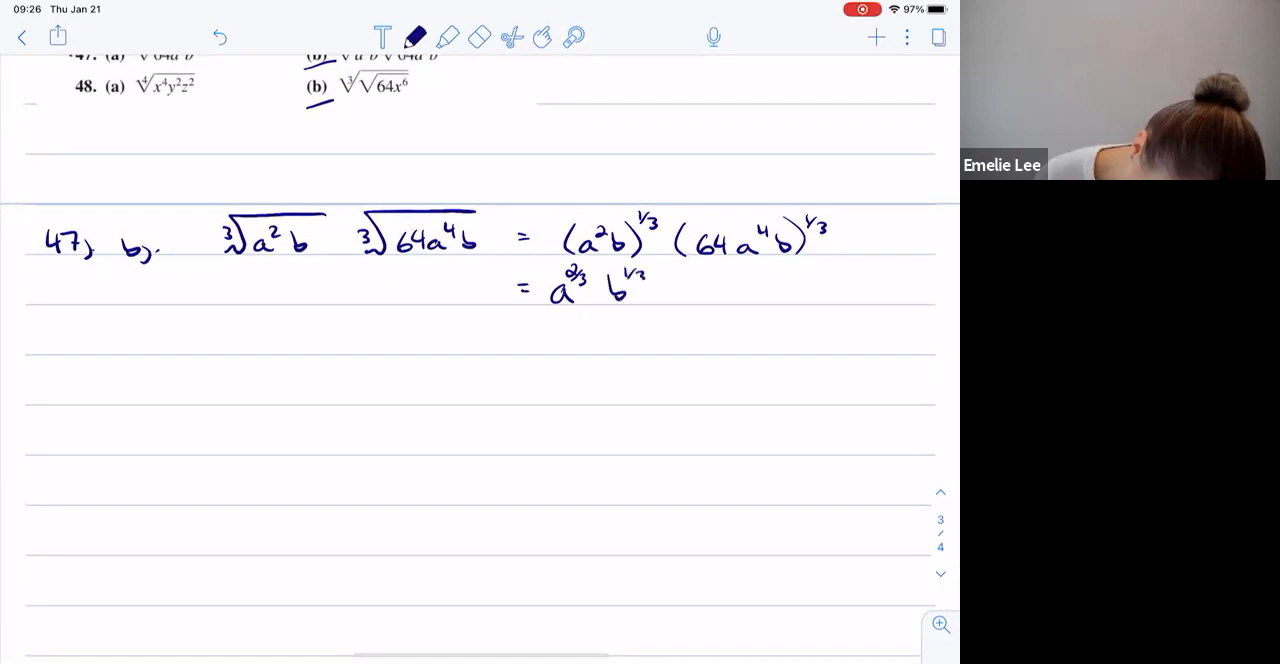 09:26 Thu Jan 21
97%
48. (a) ∜x⁴y²z² (b) ∛√64x⁶
Emelie Lee
47) b). ∛a²b ∛64a⁴b = (a²b)^1/3 (64a⁴b)^1/3
= a^2/3 b^1/3
3
/
4